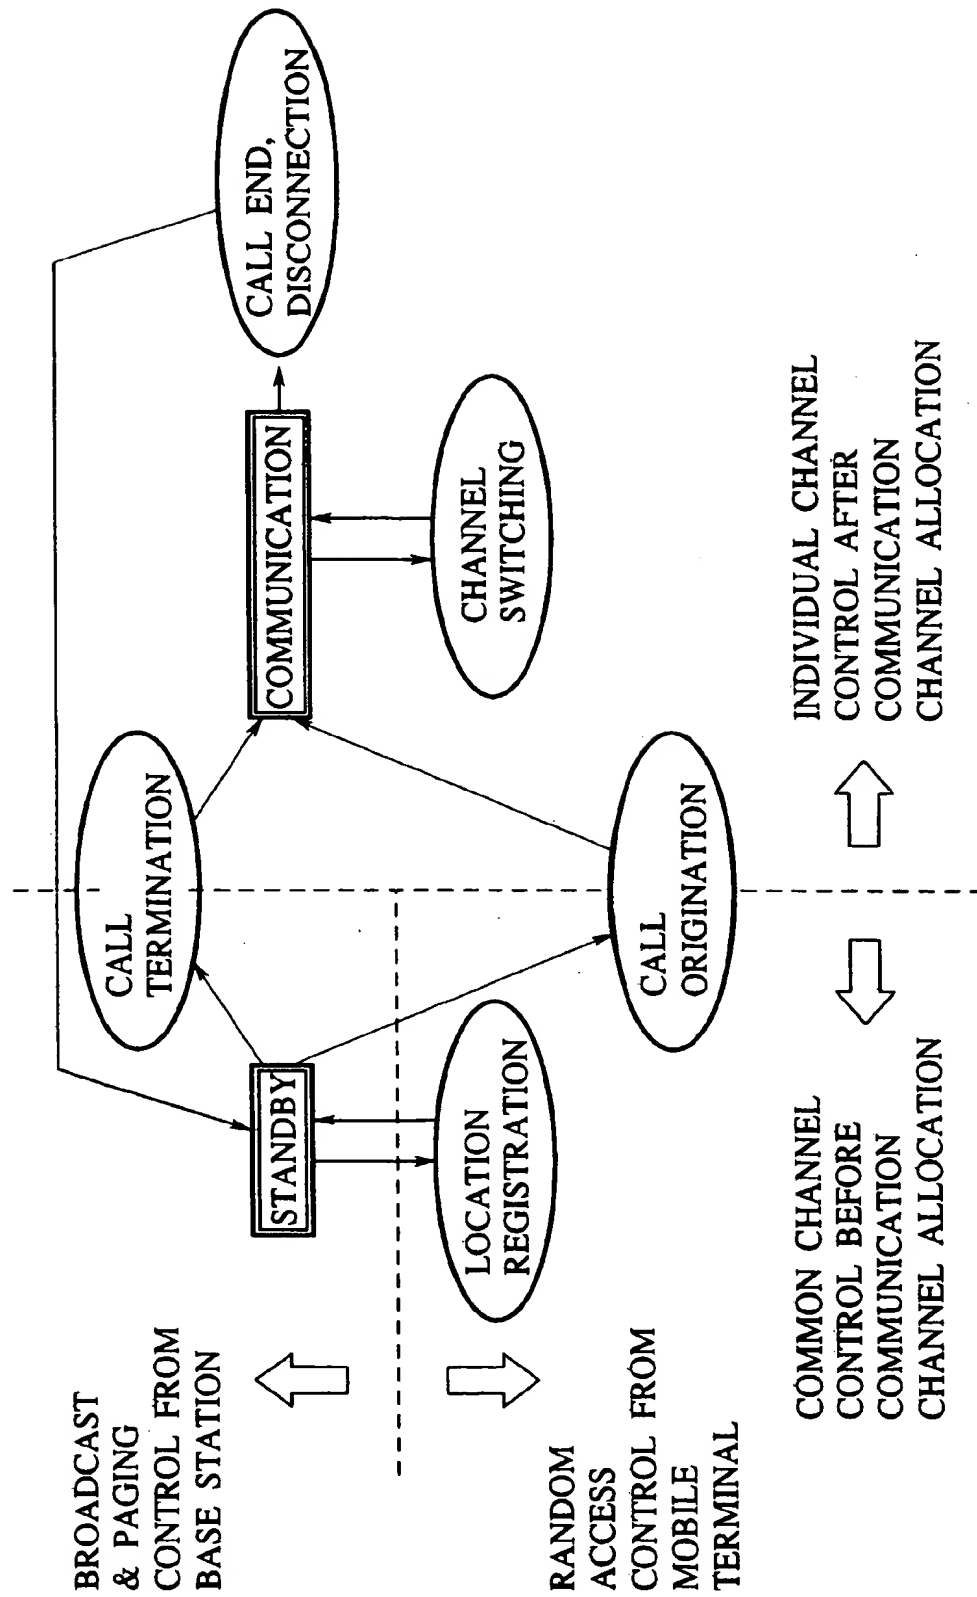 BROADCAST
& PAGING
CONTROL FROM
BASE STATION
RANDOM
ACCESS
CONTROL FROM
MOBILE
TERMINAL
STANDBY
LOCATION
REGISTRATION
CALL
TERMINATION
CALL
ORIGINATION
COMMUNICATION
CHANNEL
SWITCHING
CALL END,
DISCONNECTION
COMMON CHANNEL
CONTROL BEFORE
COMMUNICATION
CHANNEL ALLOCATION
INDIVIDUAL CHANNEL
CONTROL AFTER
COMMUNICATION
CHANNEL ALLOCATION